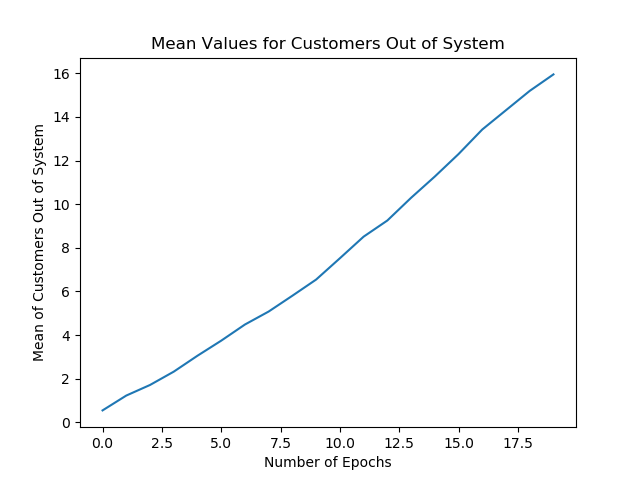 Mean Values for Customers Out of System
Mean of Customers Out of System
16
14
12
10
8
6
4
2
0
0.0 2.5 5.0 7.5 10.0 12.5 15.0 17.5
Number of Epochs